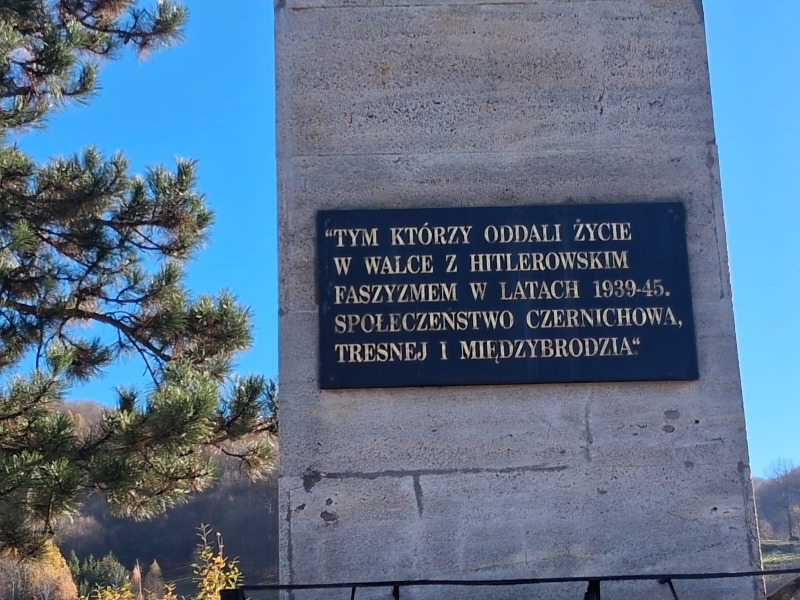 “TYM KTÓRZY ODDALI ŻYCIE
W WALCE Z HITLEROWSKIM
FASZYZMEM W LATACH 1939-45.
SPOŁECZEŃSTWO CZERNICHOWA,
TRESNEJ I MIĘDZYBRODZIA“